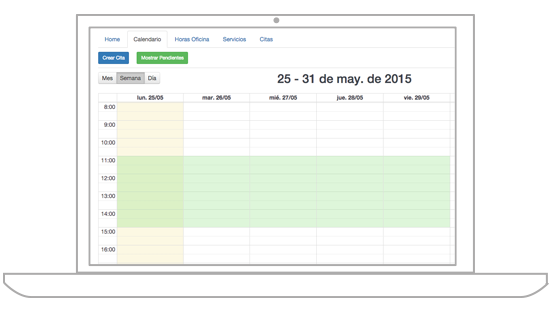 Home Calendario Horas Oficina Servicios Citas
Crear Cita Mostrar Pendientes
Mes Semana Día 25 - 31 de may. de 2015
lun. 25/05 mar. 26/05 mié. 27/05 jue. 28/05 vie. 29/05
8:00
9:00
10:00
11:00
12:00
13:00
14:00
15:00
16:00